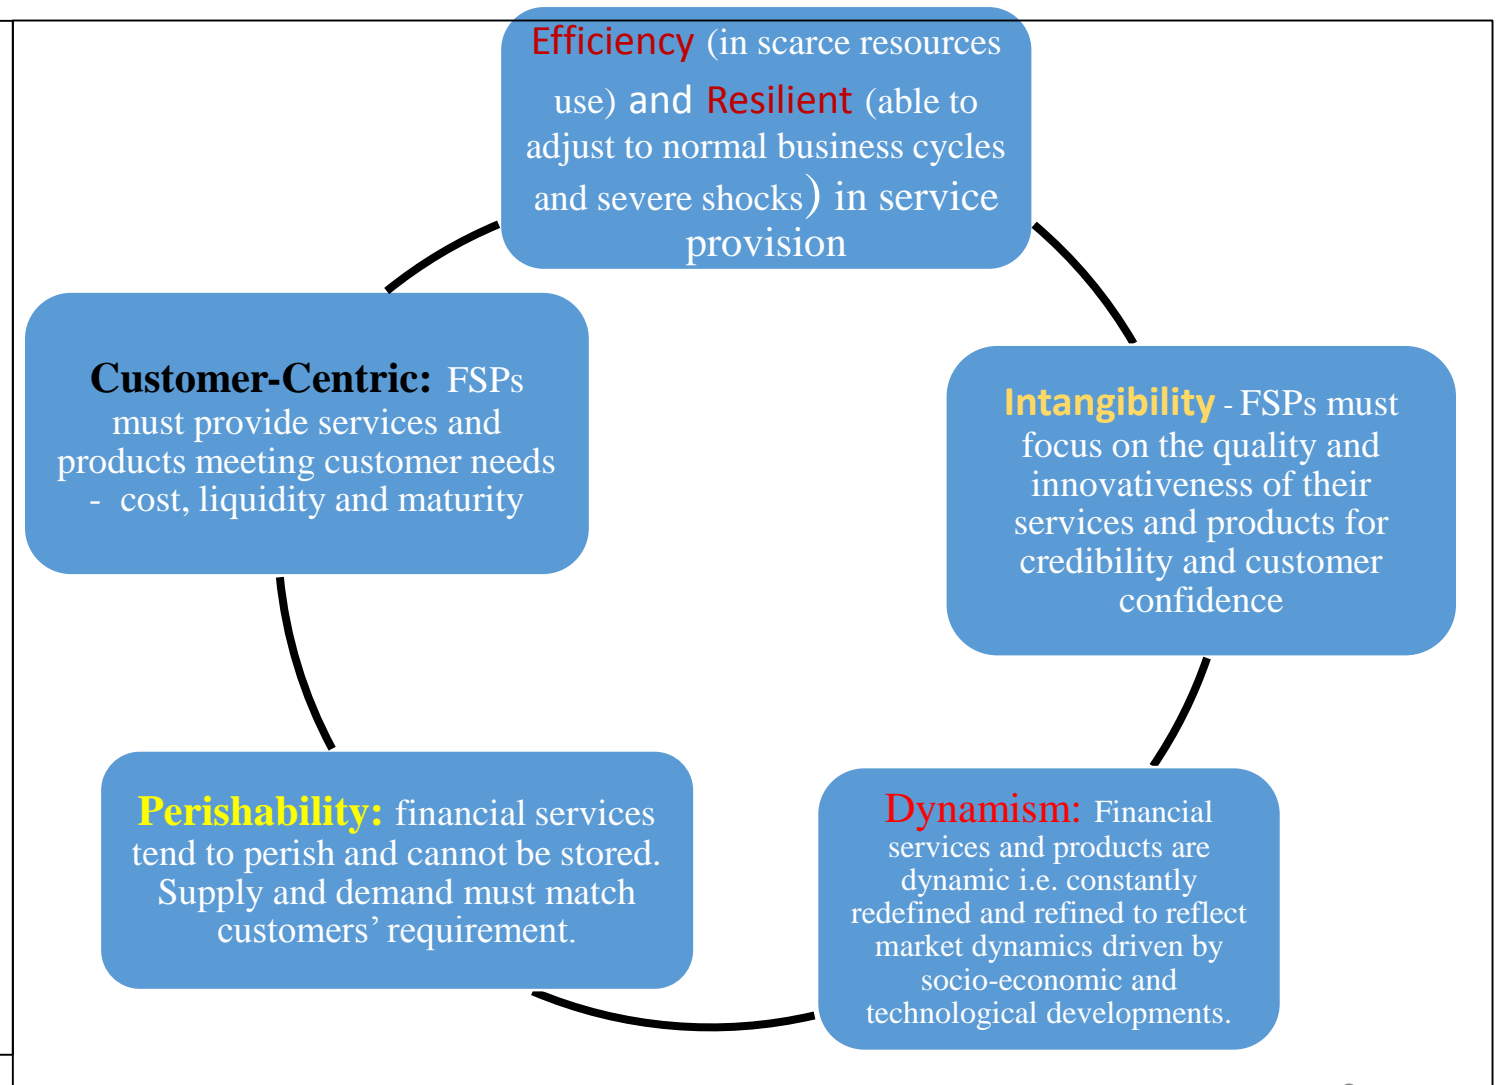 Efficiency (in scarce resources
use) and Resilient (able to
adjust to normal business cycles
and severe shocks) in service
provision
Customer-Centric: FSPs
must provide services and
products meeting customer needs
- cost, liquidity and maturity
Intangibility - FSPs must
focus on the quality and
innovativeness of their
services and products for
credibility and customer
confidence
Perishability: financial services
tend to perish and cannot be stored.
Supply and demand must match
customers’ requirement.
Dynamism: Financial
services and products are
dynamic i.e. constantly
redefined and refined to reflect
market dynamics driven by
socio-economic and
technological developments.